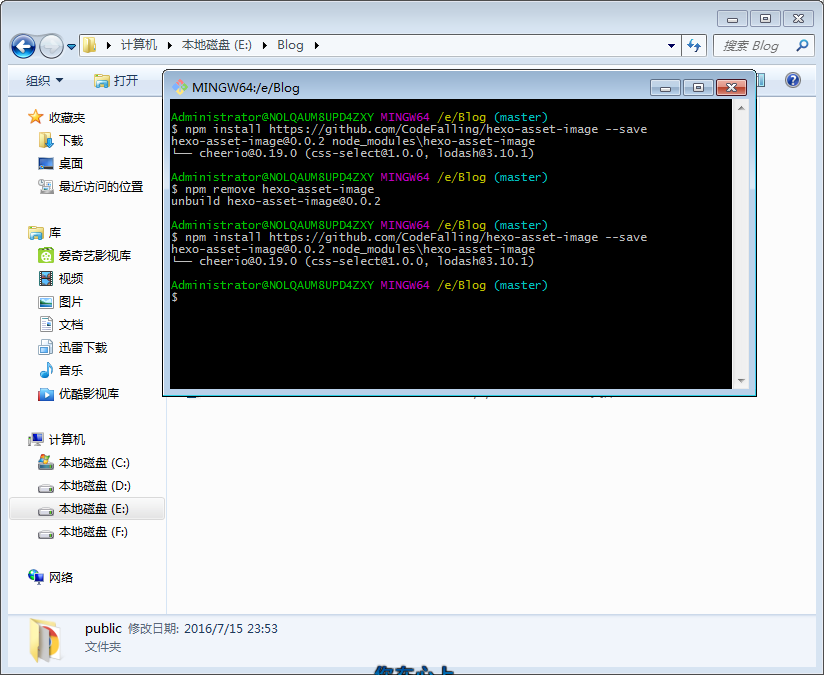 计算机 本地磁盘 (E:) Blog
搜索 Blog
组织 打开
MINGW64:/e/Blog
Administrator@NOLQAUM8UPD4ZXY MINGW64 /e/Blog (master)
$ npm install https://github.com/CodeFalling/hexo-asset-image --save
hexo-asset-image@0.0.2 node_modules\hexo-asset-image
└── cheerio@0.19.0 (css-select@1.0.0, lodash@3.10.1)
Administrator@NOLQAUM8UPD4ZXY MINGW64 /e/Blog (master)
$ npm remove hexo-asset-image
unbuild hexo-asset-image@0.0.2
Administrator@NOLQAUM8UPD4ZXY MINGW64 /e/Blog (master)
$ npm install https://github.com/CodeFalling/hexo-asset-image --save
hexo-asset-image@0.0.2 node_modules\hexo-asset-image
└── cheerio@0.19.0 (css-select@1.0.0, lodash@3.10.1)
Administrator@NOLQAUM8UPD4ZXY MINGW64 /e/Blog (master)
$
收藏夹
下载
桌面
最近访问的位置
库
爱奇艺影视库
视频
图片
文档
迅雷下载
音乐
优酷影视库
计算机
本地磁盘 (C:)
本地磁盘 (D:)
本地磁盘 (E:)
本地磁盘 (F:)
网络
public 修改日期: 2016/7/15 23:53
文件夹